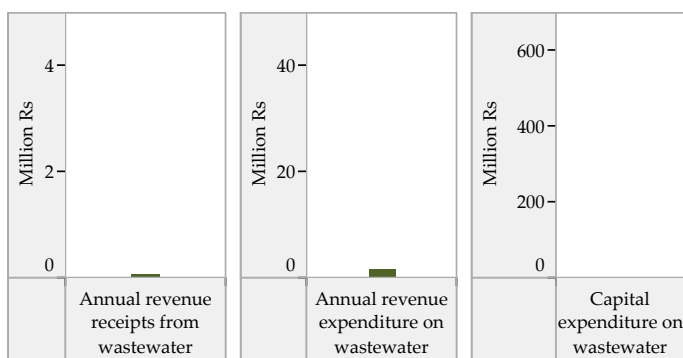 Million Rs
4
2
0
Annual revenue
receipts from
wastewater
Million Rs
40
20
0
Annual revenue
expenditure on
wastewater
Million Rs
600
400
200
0
Capital
expenditure on
wastewater